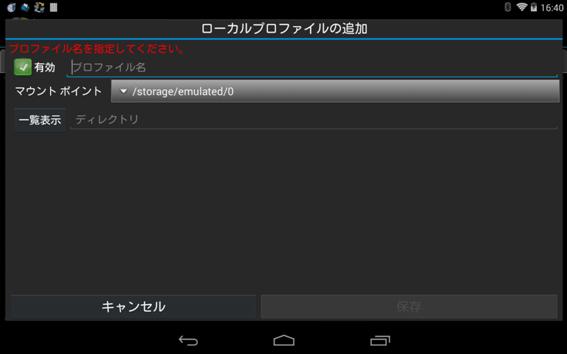 16:40
ローカルプロファイルの追加
プロファイル名を指定してください。
有効 プロファイル名
マウント ポイント /storage/emulated/0
一覧表示 ディレクトリ
キャンセル 保存